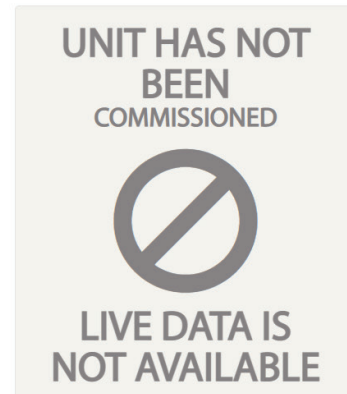 UNIT HAS NOT
BEEN
COMMISSIONED
LIVE DATA IS
NOT AVAILABLE